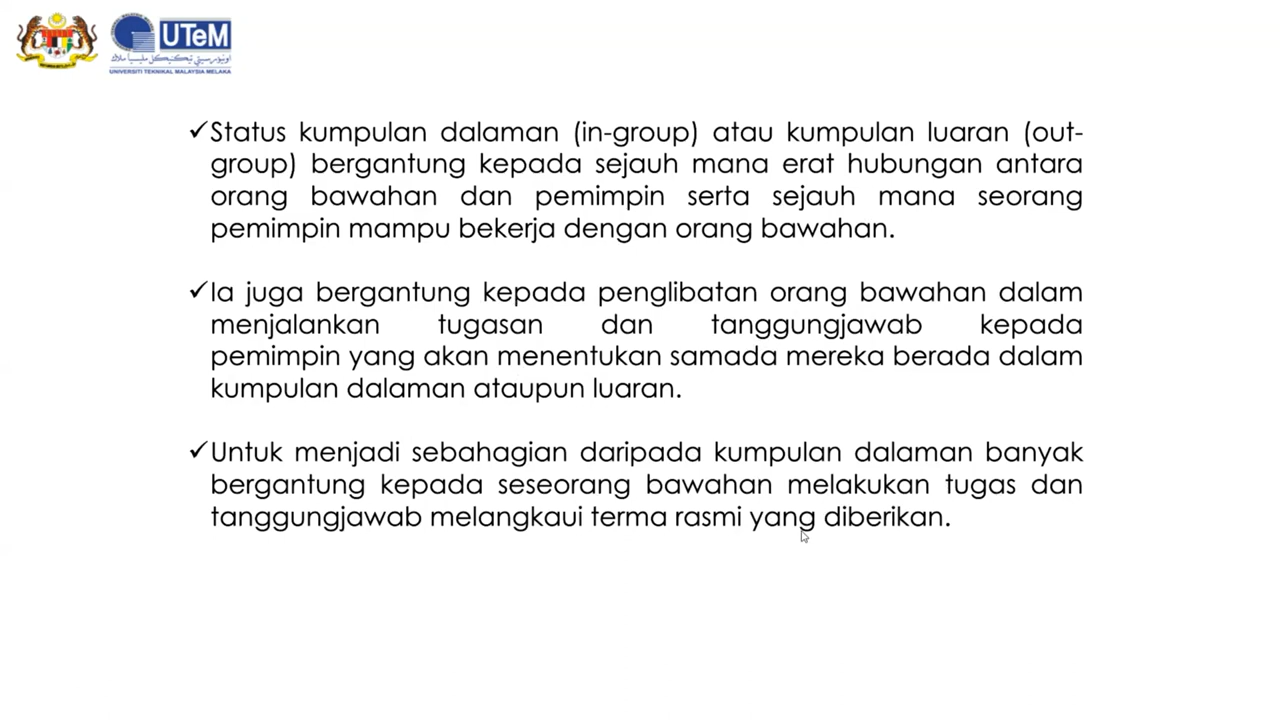 UTeM
اونيۏرسيتي تيكنيكل مليسيا ملاك
UNIVERSITI TEKNIKAL MALAYSIA MELAKA
✓Status kumpulan dalaman (in-group) atau kumpulan luaran (out-
group) bergantung kepada sejauh mana erat hubungan antara
orang bawahan dan pemimpin serta sejauh mana seorang
pemimpin mampu bekerja dengan orang bawahan.
✓Ia juga bergantung kepada penglibatan orang bawahan dalam
menjalankan tugasan dan tanggungjawab kepada
pemimpin yang akan menentukan samada mereka berada dalam
kumpulan dalaman ataupun luaran.
✓Untuk menjadi sebahagian daripada kumpulan dalaman banyak
bergantung kepada seseorang bawahan melakukan tugas dan
tanggungjawab melangkaui terma rasmi yang diberikan.